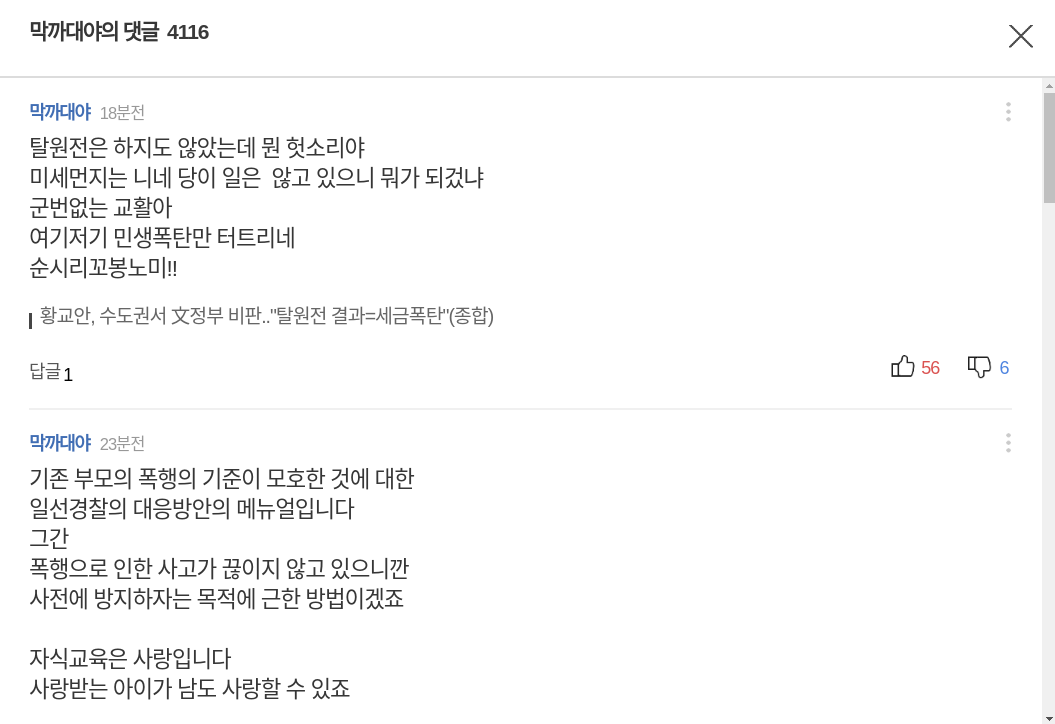 막까대야의 댓글 4116
막까대야 18분전
탈원전은 하지도 않았는데 뭔 헛소리야
미세먼지는 니네 당이 일은  않고 있으니 뭐가 되겄냐
군번없는 교활아
여기저기 민생폭탄만 터트리네
순시리꼬봉노미!!
황교안, 수도권서 文정부 비판.."탈원전 결과=세금폭탄"(종합)
답글 1
56 6
막까대야 23분전
기존 부모의 폭행의 기준이 모호한 것에 대한
일선경찰의 대응방안의 메뉴얼입니다
그간
폭행으로 인한 사고가 끊이지 않고 있으니깐
사전에 방지하자는 목적에 근한 방법이겠죠
자식교육은 사랑입니다
사랑받는 아이가 남도 사랑할 수 있죠